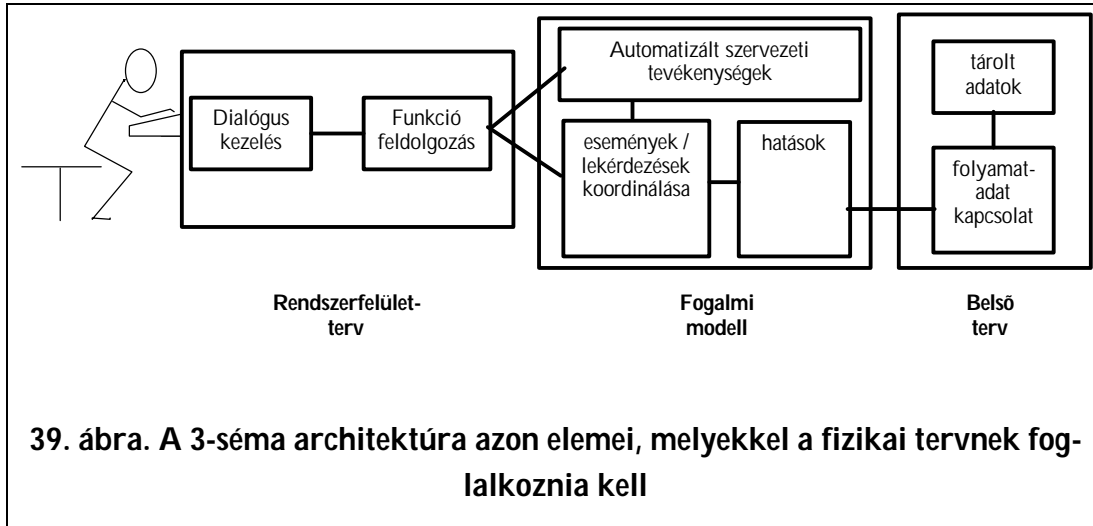 Automatizált szervezeti
tevékenységek
Dialógus
kezelés
Funkció
feldolgozás
események /
lekérdezések
koordinálása
hatások
tárolt
adatok
folyamat-
adat
kapcsolat
Rendszerfelület-
terv
Fogalmi
modell
Belsõ
terv
39. ábra. A 3-séma architektúra azon elemei, melyekkel a fizikai tervnek fog-
lalkoznia kell